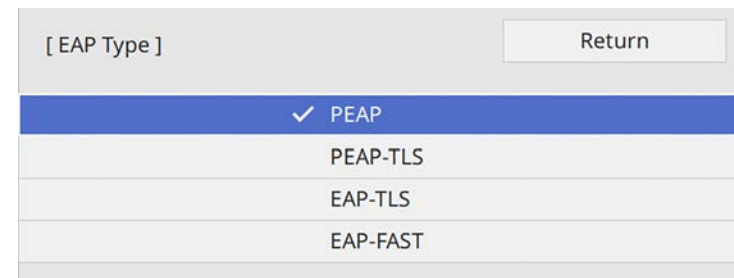 [ EAP Type ]
Return
PEAP
PEAP-TLS
EAP-TLS
EAP-FAST